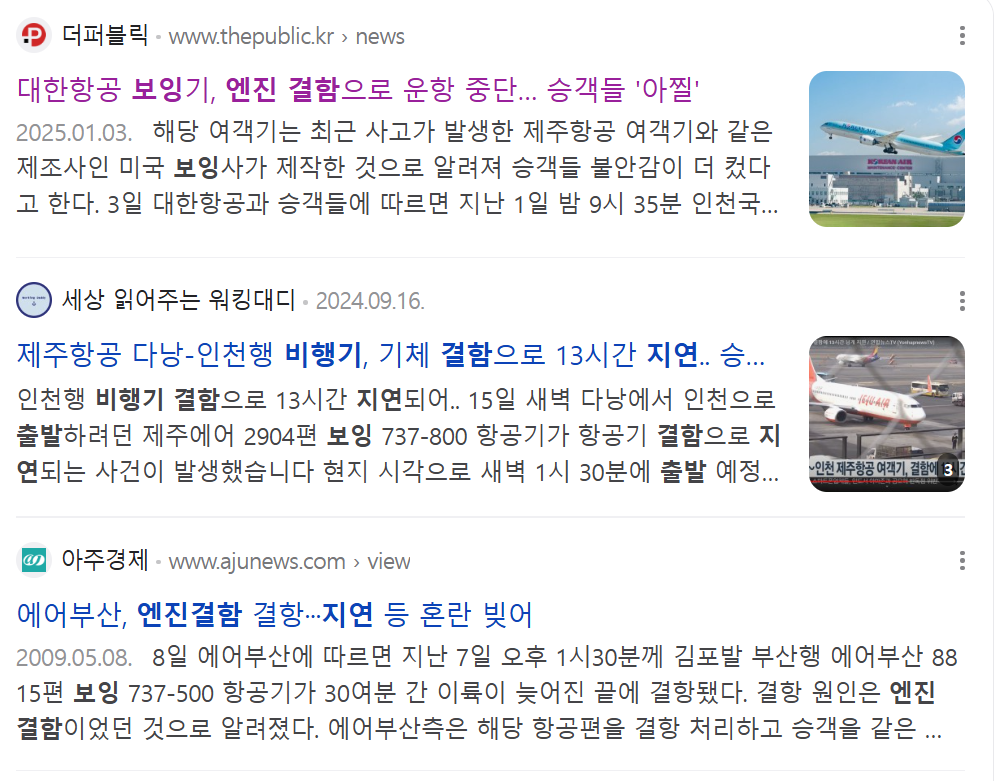 더퍼블릭 · www.thepublic.kr › news
대한항공 보잉기, 엔진 결함으로 운항 중단... 승객들 '아찔'
2025.01.03. 해당 여객기는 최근 사고가 발생한 제주항공 여객기와 같은
제조사인 미국 보잉사가 제작한 것으로 알려져 승객들 불안감이 더 컸다
고 한다. 3일 대한항공과 승객들에 따르면 지난 1일 밤 9시 35분 인천국...
KOREAN AIR
세상 읽어주는 워킹대디 · 2024.09.16.
제주항공 다낭-인천행 비행기, 기체 결함으로 13시간 지연.. 승...
인천행 비행기 결함으로 13시간 지연되어.. 15일 새벽 다낭에서 인천으로
출발하려던 제주에어 2904편 보잉 737-800 항공기가 항공기 결함으로 지
연되는 사건이 발생했습니다 현지 시각으로 새벽 1시 30분에 출발 예정...
JEJU AIR
~인천 제주항공 여객기, 결함에
3
아주경제 · www.ajunews.com › view
에어부산, 엔진결함 결항···지연 등 혼란 빚어
2009.05.08. 8일 에어부산에 따르면 지난 7일 오후 1시30분께 김포발 부산행 에어부산 88
15편 보잉 737-500 항공기가 30여분 간 이륙이 늦어진 끝에 결항됐다. 결항 원인은 엔진
결함이었던 것으로 알려졌다. 에어부산측은 해당 항공편을 결항 처리하고 승객을 같은 ...